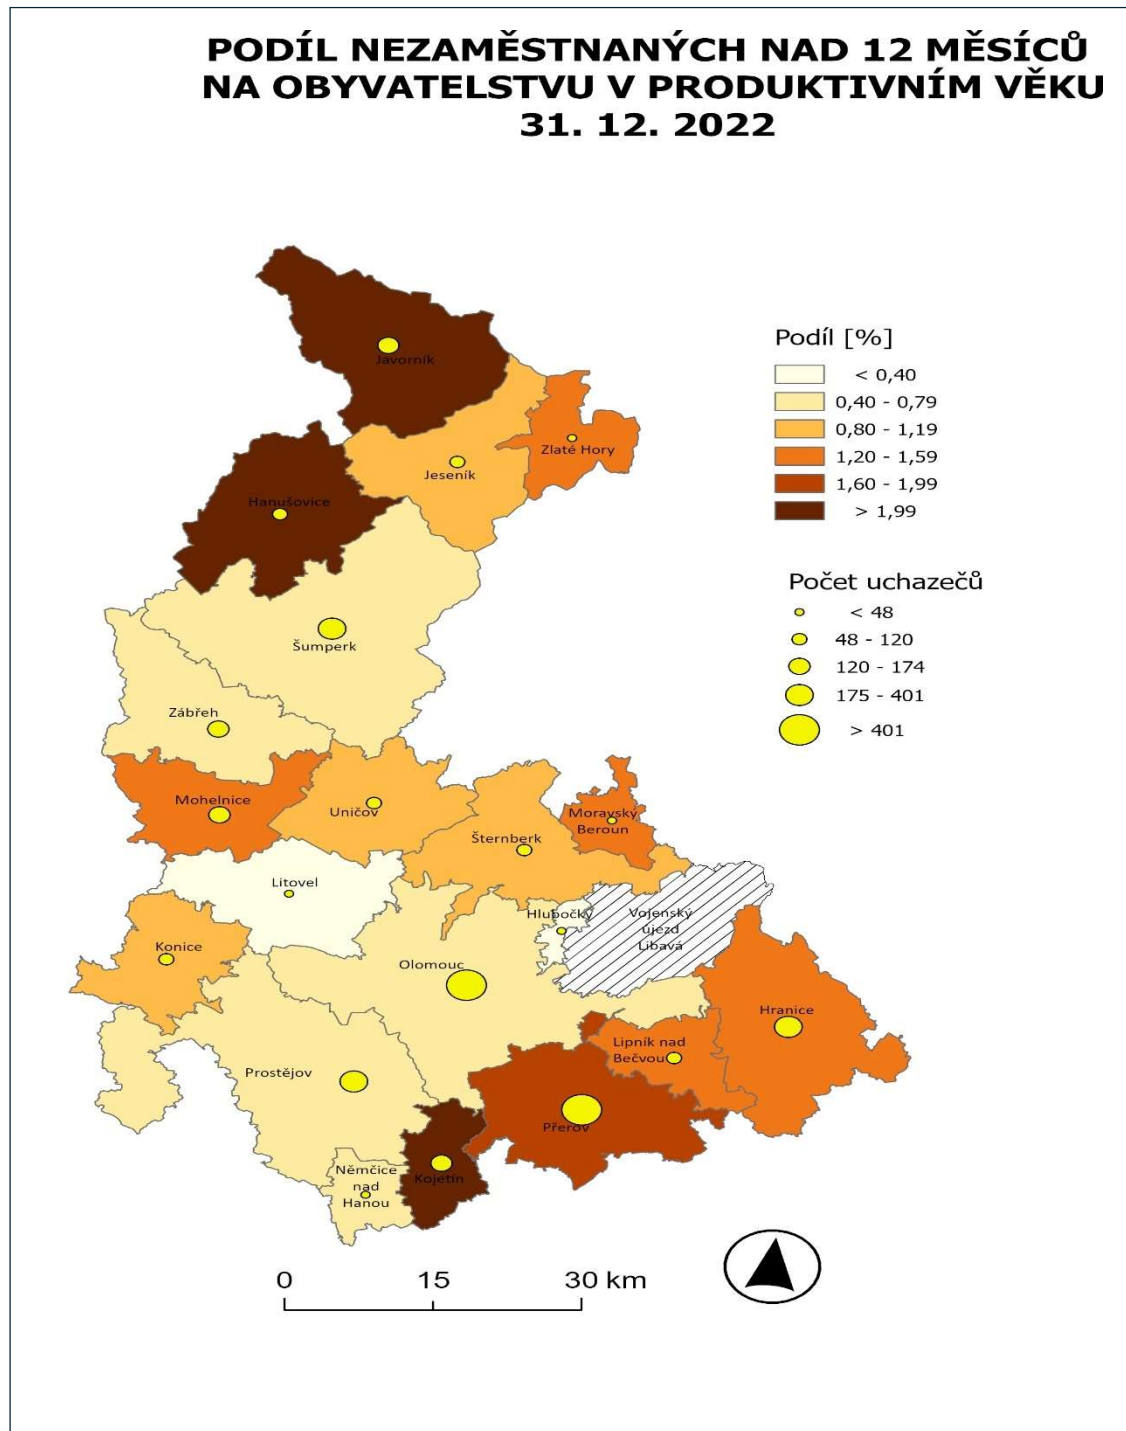 PODÍL NEZAMĚSTNANÝCH NAD 12 MĚSÍCŮ
NA OBYVATELSTVU V PRODUKTIVNÍM VĚKU
31. 12. 2022
Javorník
Zlaté Hory
Jeseník
Hanušovice
Šumperk
Zábřeh
Mohelnice
Uničov
Šternberk
Moravský
Beroun
Litovel
Hlubočky
Vojenský
újezd
Libavá
Konice
Olomouc
Hranice
Lipník nad
Bečvou
Prostějov
Přerov
Němčice
nad
Hanou
Kojetín
Podíl [%]
< 0,40
0,40 - 0,79
0,80 - 1,19
1,20 - 1,59
1,60 - 1,99
> 1,99
Počet uchazečů
< 48
48 - 120
120 - 174
175 - 401
> 401
0 15 30 km